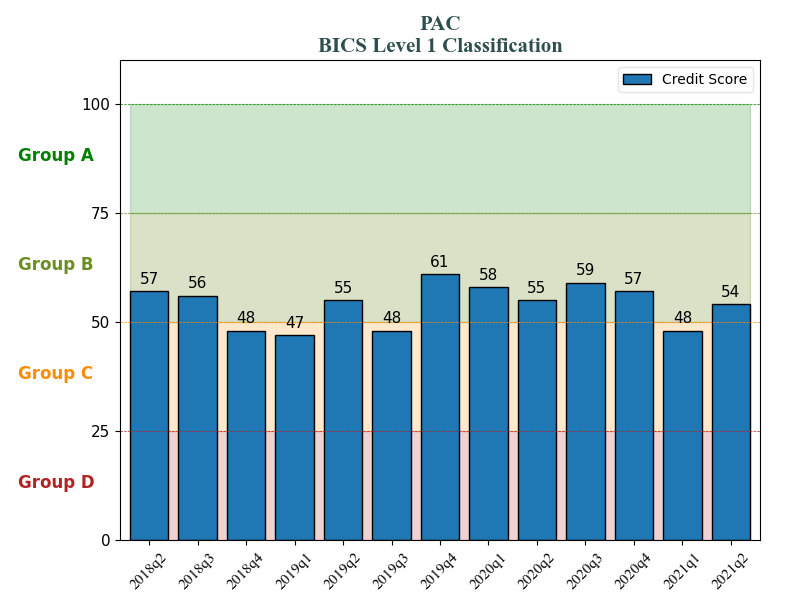 PAC
BICS Level 1 Classification
Credit Score
100
Group A
75
Group B
50
Group C
25
Group D
0
57
56
48
47
55
48
61
58
55
59
57
48
54
2018q2
2018q3
2018q4
2019q1
2019q2
2019q3
2019q4
2020q1
2020q2
2020q3
2020q4
2021q1
2021q2